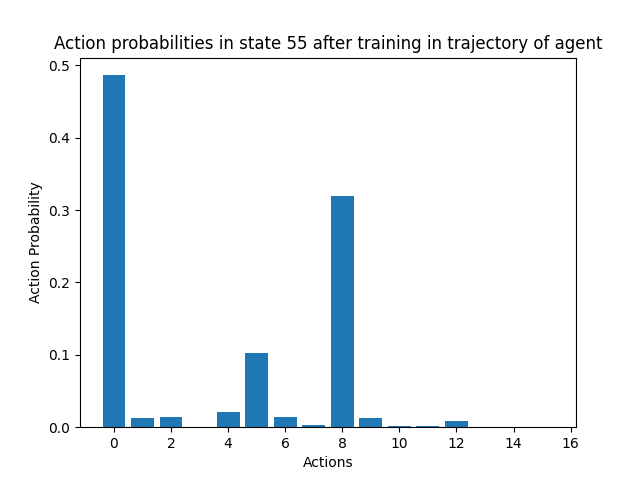 Action probabilities in state 55 after training in trajectory of agent
0.5
0.4
0.3
0.2
0.1
0.0
Action Probability
0 2 4 6 8 10 12 14 16
Actions